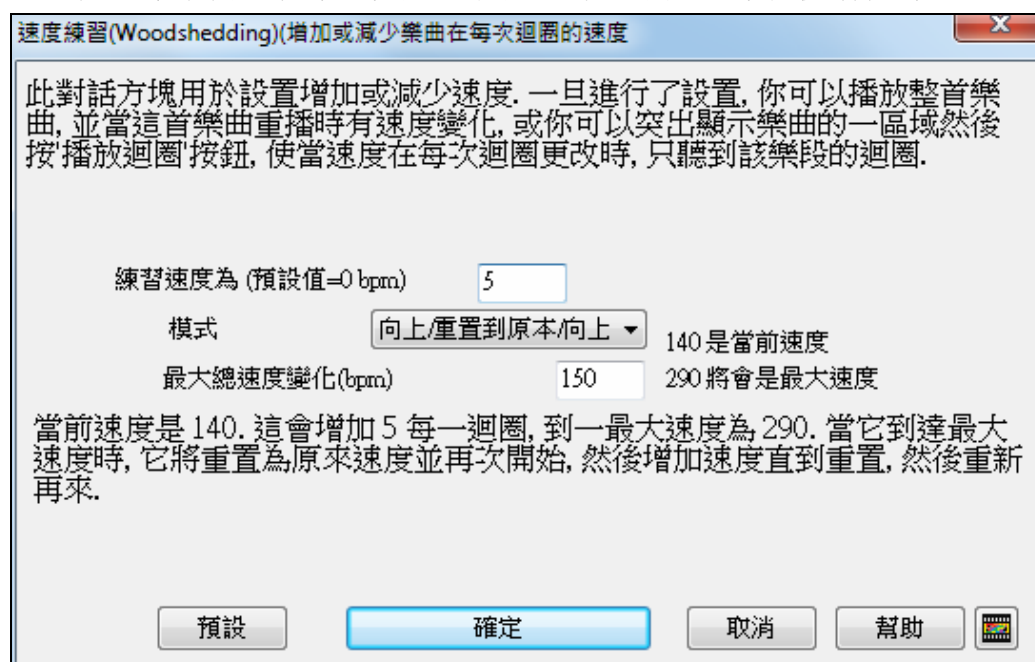 速度練習(Woodshedding)(增加或減少樂曲在每次迴圈的速度
此對話方塊用於設置增加或減少速度. 一旦進行了設置, 你可以播放整首樂
曲, 並當這首樂曲重播時有速度變化, 或你可以突出顯示樂曲的一區域然後
按'播放迴圈'按鈕, 使當速度在每次迴圈更改時, 只聽到該樂段的迴圈.
練習速度為 (預設值=0 bpm) 5
模式 向上/重置到原本/向上 140 是當前速度
最大總速度變化(bpm) 150 290 將會是最大速度
當前速度是 140. 這會增加 5 每一迴圈, 到一最大速度為 290. 當它到達最大
速度時, 它將重置為原來速度並再次開始, 然後增加速度直到重置, 然後重新
再來.
預設 確定 取消 幫助